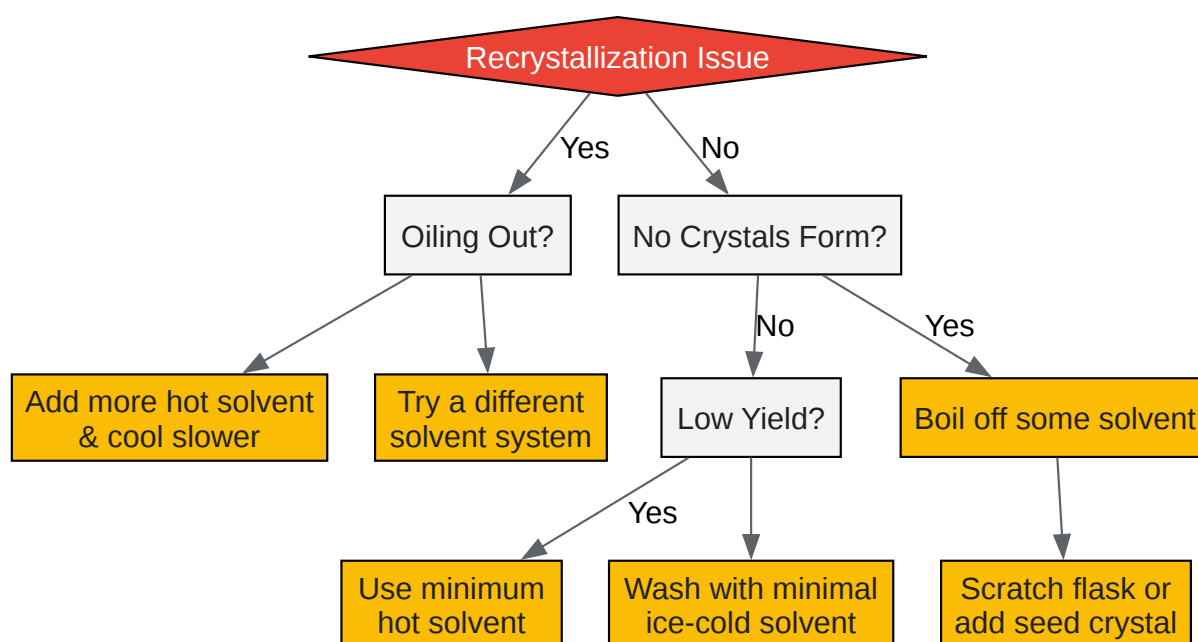 Recrystallization Issue
Yes
No
Oiling Out?
No Crystals Form?
No
Yes
Add more hot solvent
& cool slower
Try a different
solvent system
Low Yield?
Boil off some solvent
Yes
Use minimum
hot solvent
Wash with minimal
ice-cold solvent
Scratch flask or
add seed crystal